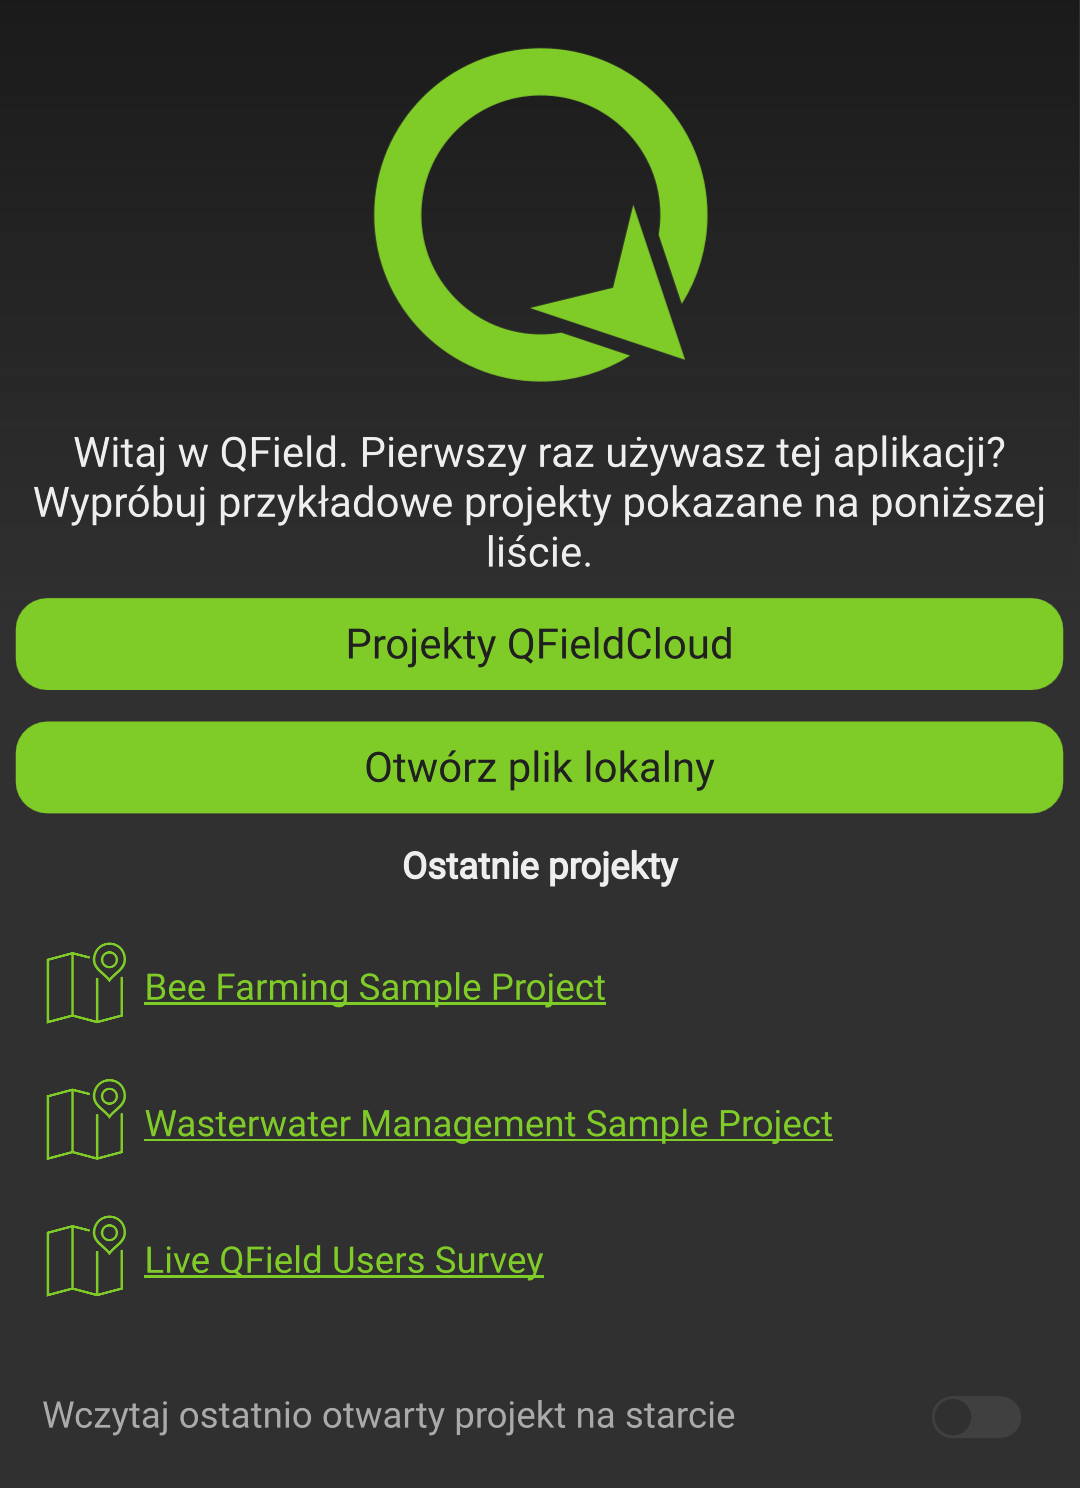 Witaj w QField. Pierwszy raz używasz tej aplikacji?
Wypróbuj przykładowe projekty pokazane na poniższej
liście.
Projekty QFieldCloud
Otwórz plik lokalny
Ostatnie projekty
Bee Farming Sample Project
Wasterwater Management Sample Project
Live QField Users Survey
Wczytaj ostatnio otwarty projekt na starcie